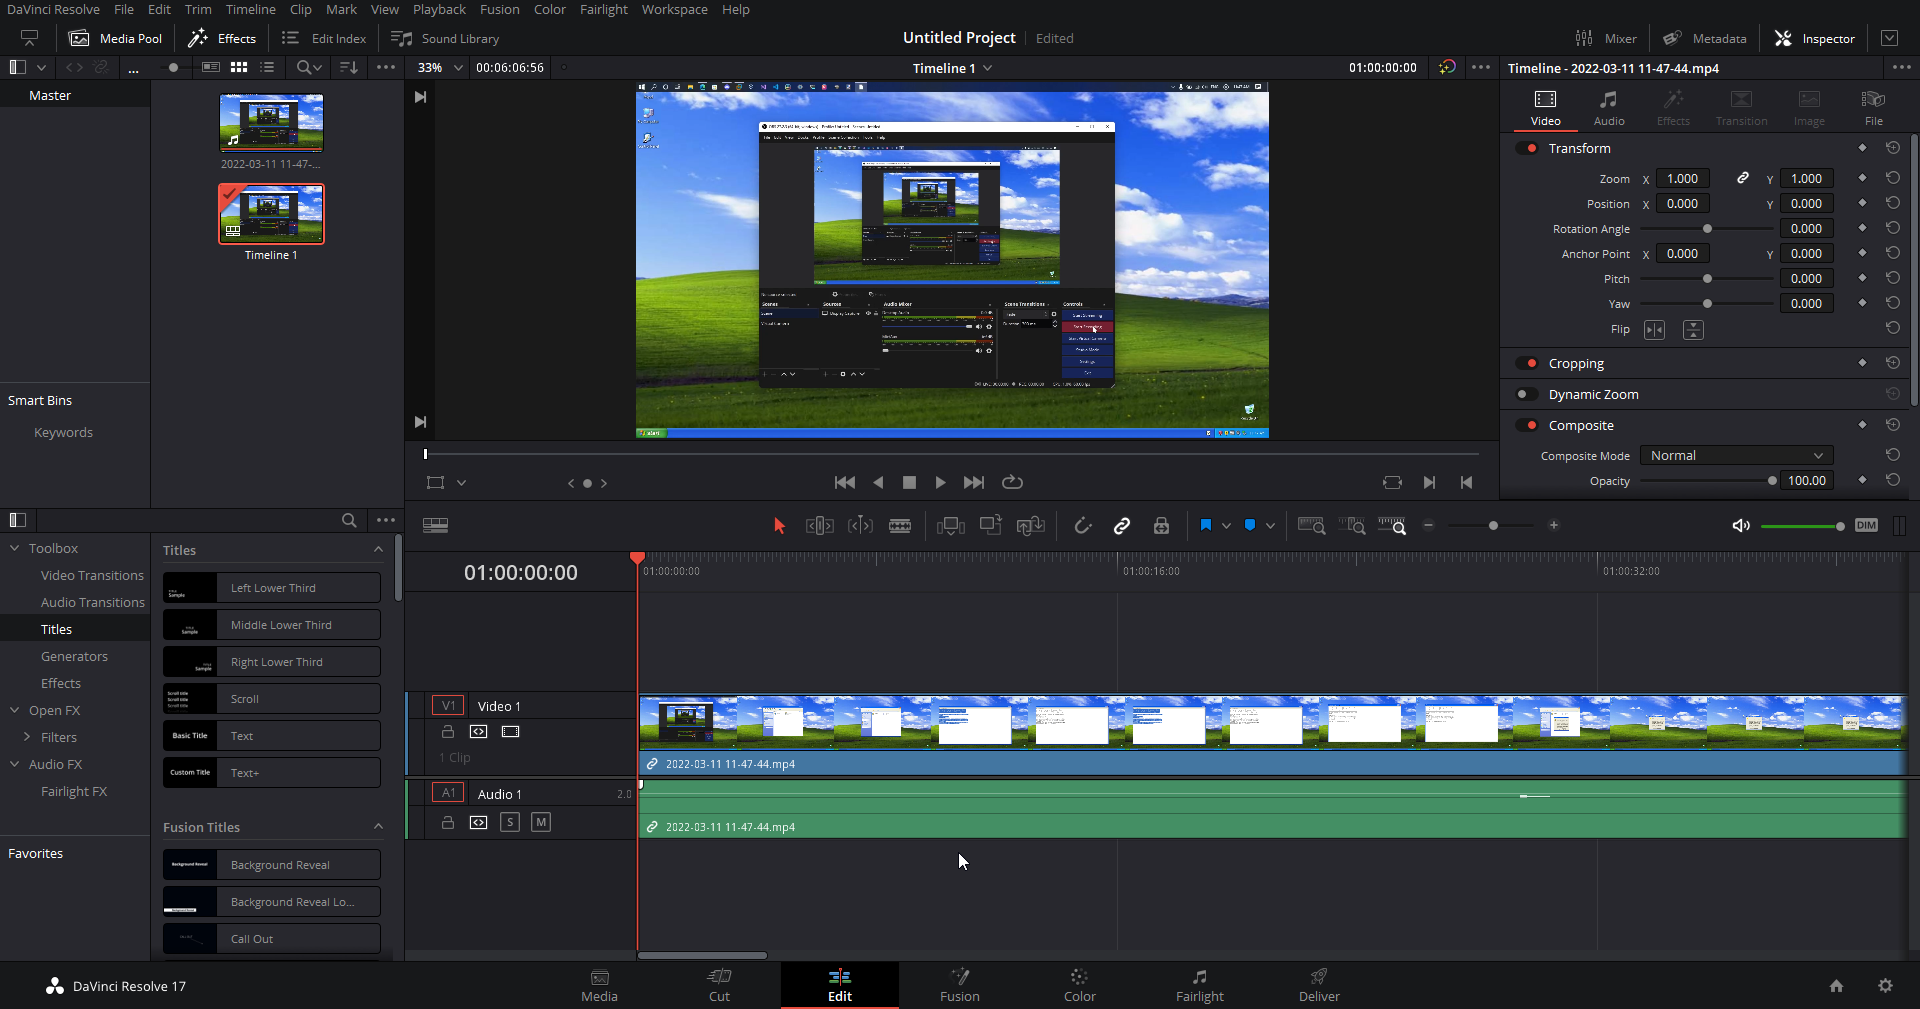 DaVinci Resolve File Edit Trim Timeline Clip Mark View Playback Fusion Color Fairlight Workspace Help
Media Pool Effects Edit Index Sound Library
Untitled Project Edited
Mixer Metadata Inspector
33% 00:06:06:56 Timeline 1 01:00:00:00
Timeline - 2022-03-11 11-47-44.mp4
Master
2022-03-11 11-47-...
Timeline 1
Smart Bins
Keywords
Video Audio Effects Transition Image File
Transform
Zoom X 1.000 Y 1.000
Position X 0.000 Y 0.000
Rotation Angle 0.000
Anchor Point X 0.000 Y 0.000
Pitch 0.000
Yaw 0.000
Flip
Cropping
Dynamic Zoom
Composite
Composite Mode Normal
Opacity 100.00
Scenes Sources Audio Mixer Scene Transitions Controls
DIM
Toolbox
Video Transitions
Audio Transitions
Titles
Generators
Effects
Open FX
Filters
Audio FX
Fairlight FX
Favorites
Titles
Left Lower Third
Middle Lower Third
Right Lower Third
Scroll
Basic Title Text
Custom Title Text+
Fusion Titles
Background Reveal
Background Reveal Lo...
Call Out
01:00:00:00
01:00:00:00 01:00:16:00 01:00:32:00
V1 Video 1
1 Clip
2022-03-11 11-47-44.mp4
A1 Audio 1 2.0
S M
2022-03-11 11-47-44.mp4
DaVinci Resolve 17
Media Cut Edit Fusion Color Fairlight Deliver